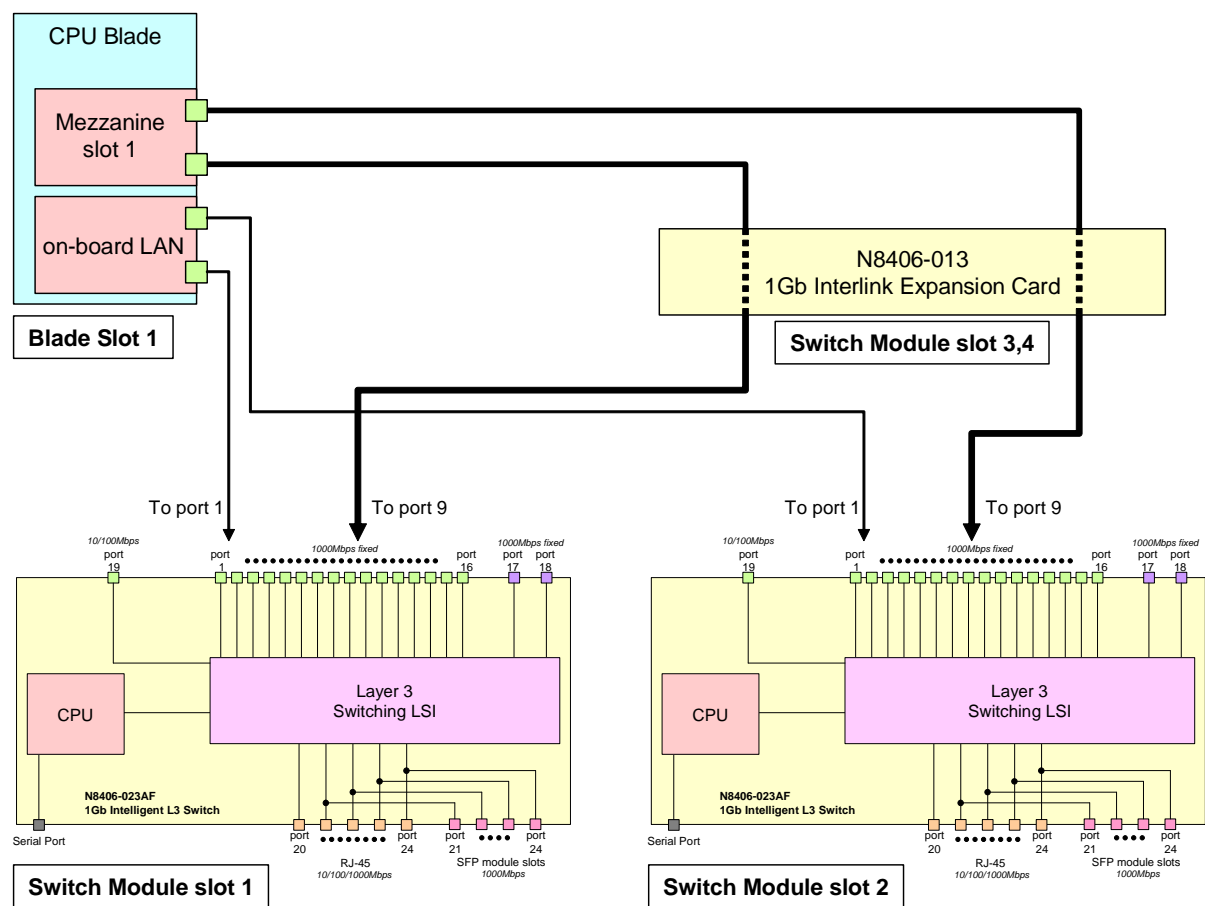 CPU Blade
Mezzanine
slot 1
on-board LAN
Blade Slot 1
N8406-013
1Gb Interlink Expansion Card
Switch Module slot 3,4
To port 1
To port 9
To port 1
To port 9
10/100Mbps
port
19
port
1
1000Mbps fixed
port
16
1000Mbps fixed
port
17
port
18
Layer 3
Switching LSI
CPU
N8406-023AF
1Gb Intelligent L3 Switch
Serial Port
port
20
RJ-45
10/100/1000Mbps
port
24
port
21
SFP module slots
1000Mbps
port
24
Switch Module slot 1
10/100Mbps
port
19
port
1
1000Mbps fixed
port
16
1000Mbps fixed
port
17
port
18
Layer 3
Switching LSI
CPU
N8406-023AF
1Gb Intelligent L3 Switch
Serial Port
port
20
RJ-45
10/100/1000Mbps
port
24
port
21
SFP module slots
1000Mbps
port
24
Switch Module slot 2